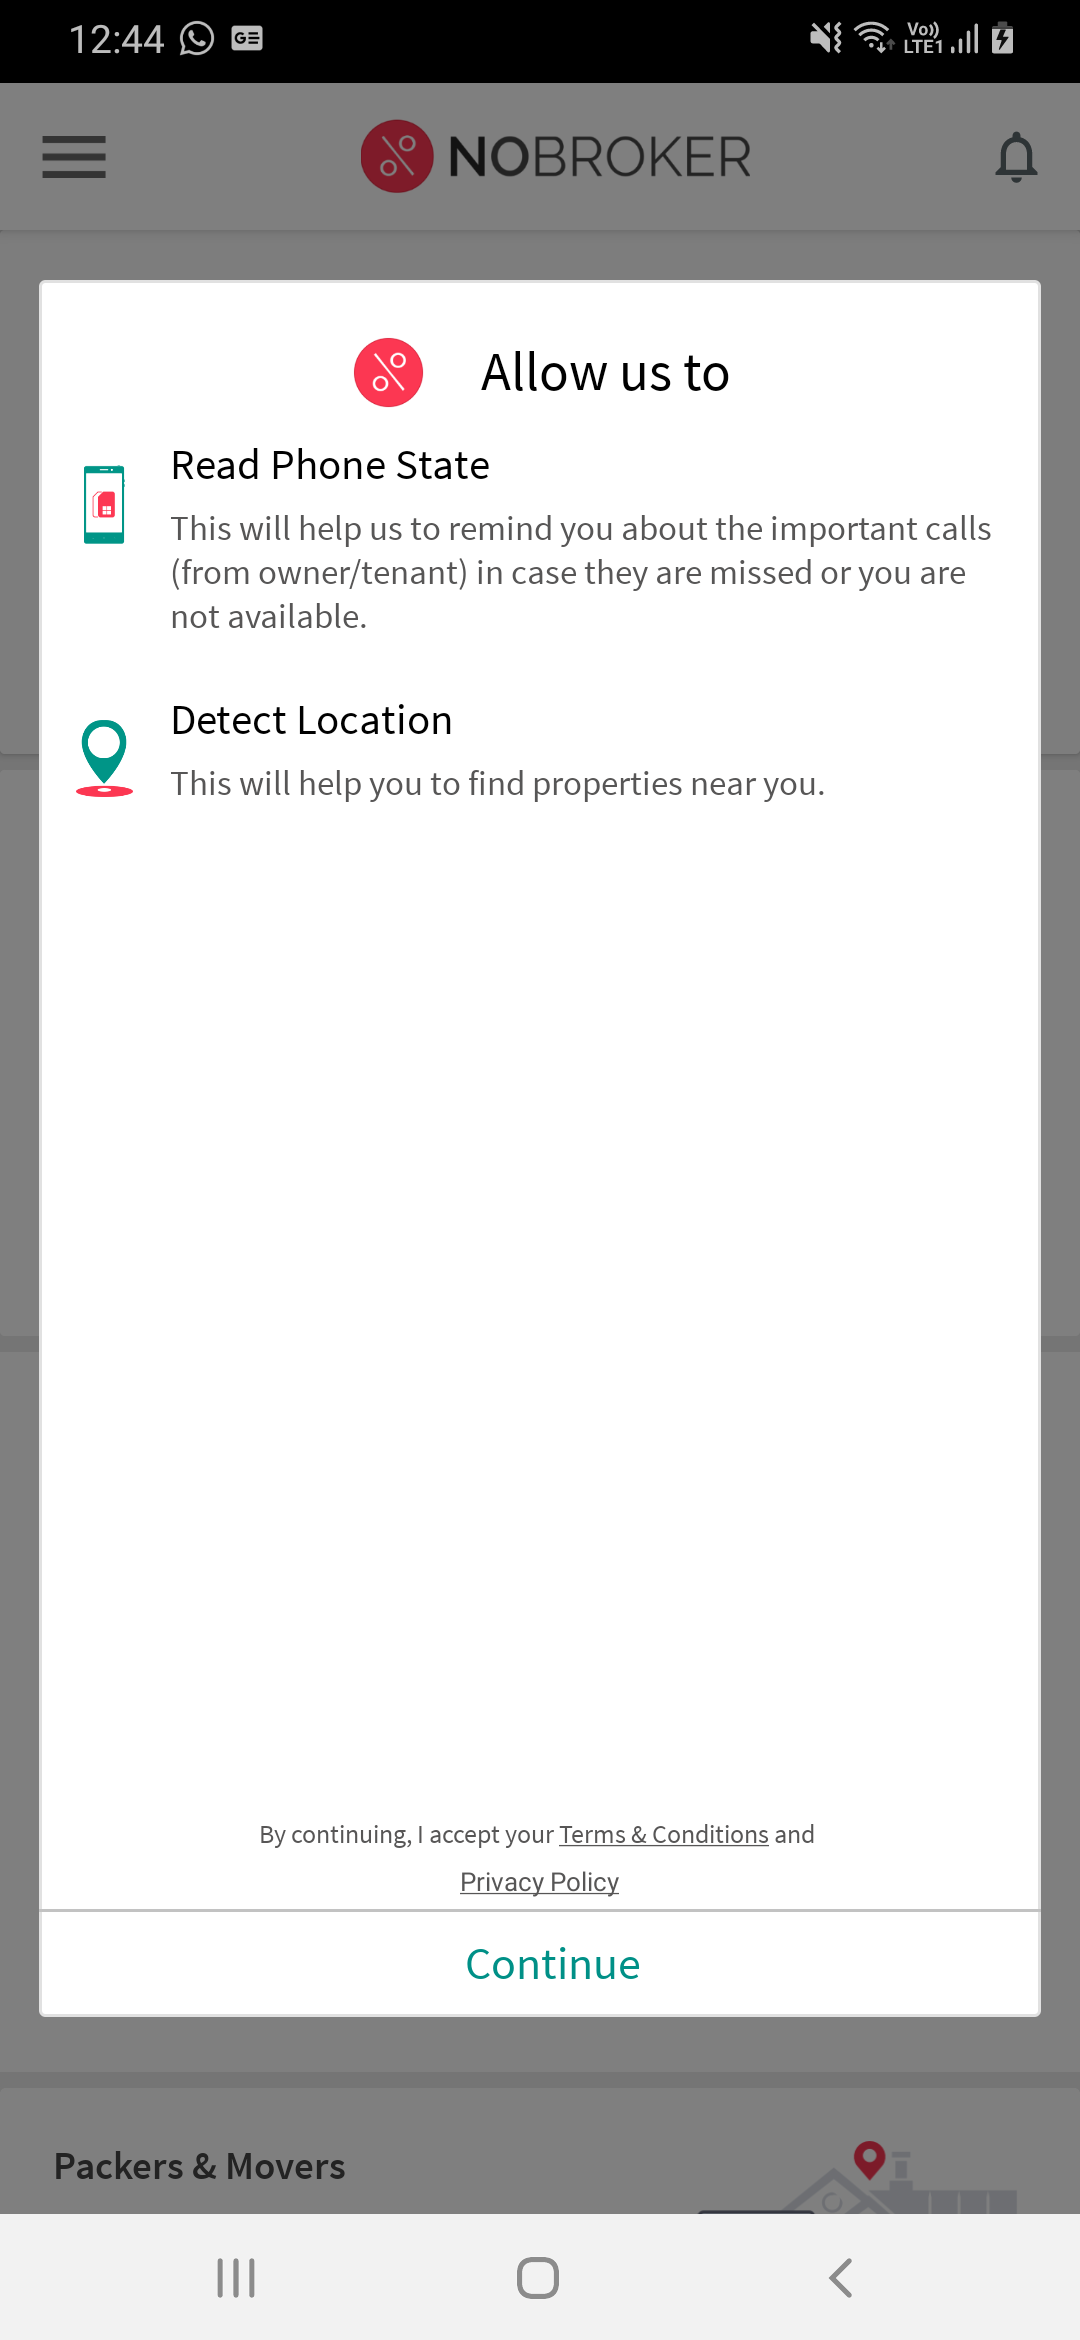 12:44
Vo))
LTE1
NOBROKER
Allow us to
Read Phone State
This will help us to remind you about the important calls
(from owner/tenant) in case they are missed or you are
not available.
Detect Location
This will help you to find properties near you.
By continuing, I accept your Terms & Conditions and
Privacy Policy
Continue
Packers & Movers